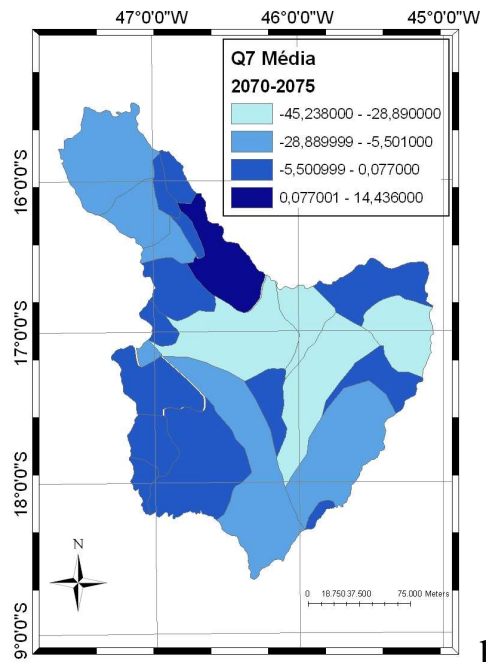 47°0'0"W 46°0'0"W 45°0'0"W
Q7 Média
2070-2075
-45,238000 - -28,890000
-28,889999 - -5,501000
-5,500999 - 0,077000
0,077001 - 14,436000
16°0'0"S
17°0'0"S
18°0'0"S
9°0'0"S
N
0 18.750 37.500 75.000 Meters
1